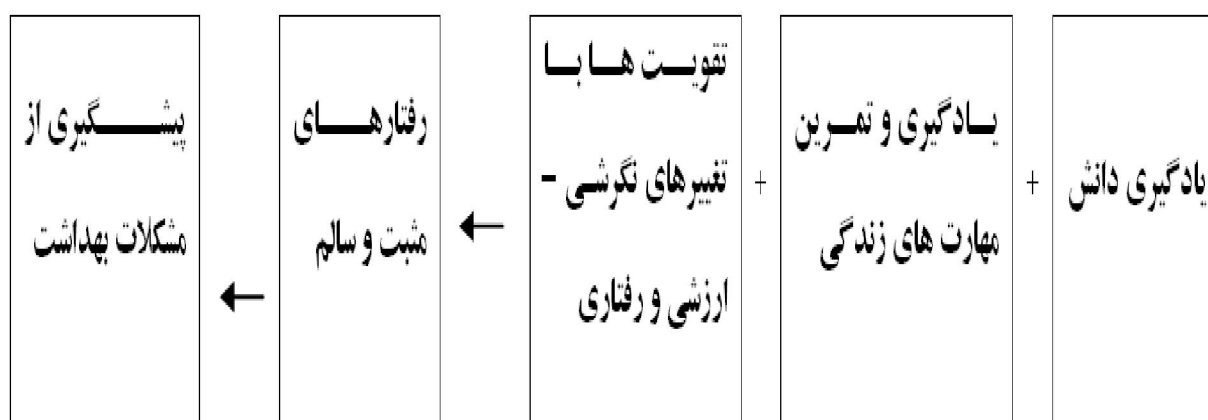 یادگیری دانش
+
یادگیری و تمرین
مهارت های زندگی
+
تقویت ها با
تغییرهای نگرشی -
ارزشی و رفتاری
←
رفتارهای
مثبت و سالم
←
پیشگیری از
مشکلات بهداشت